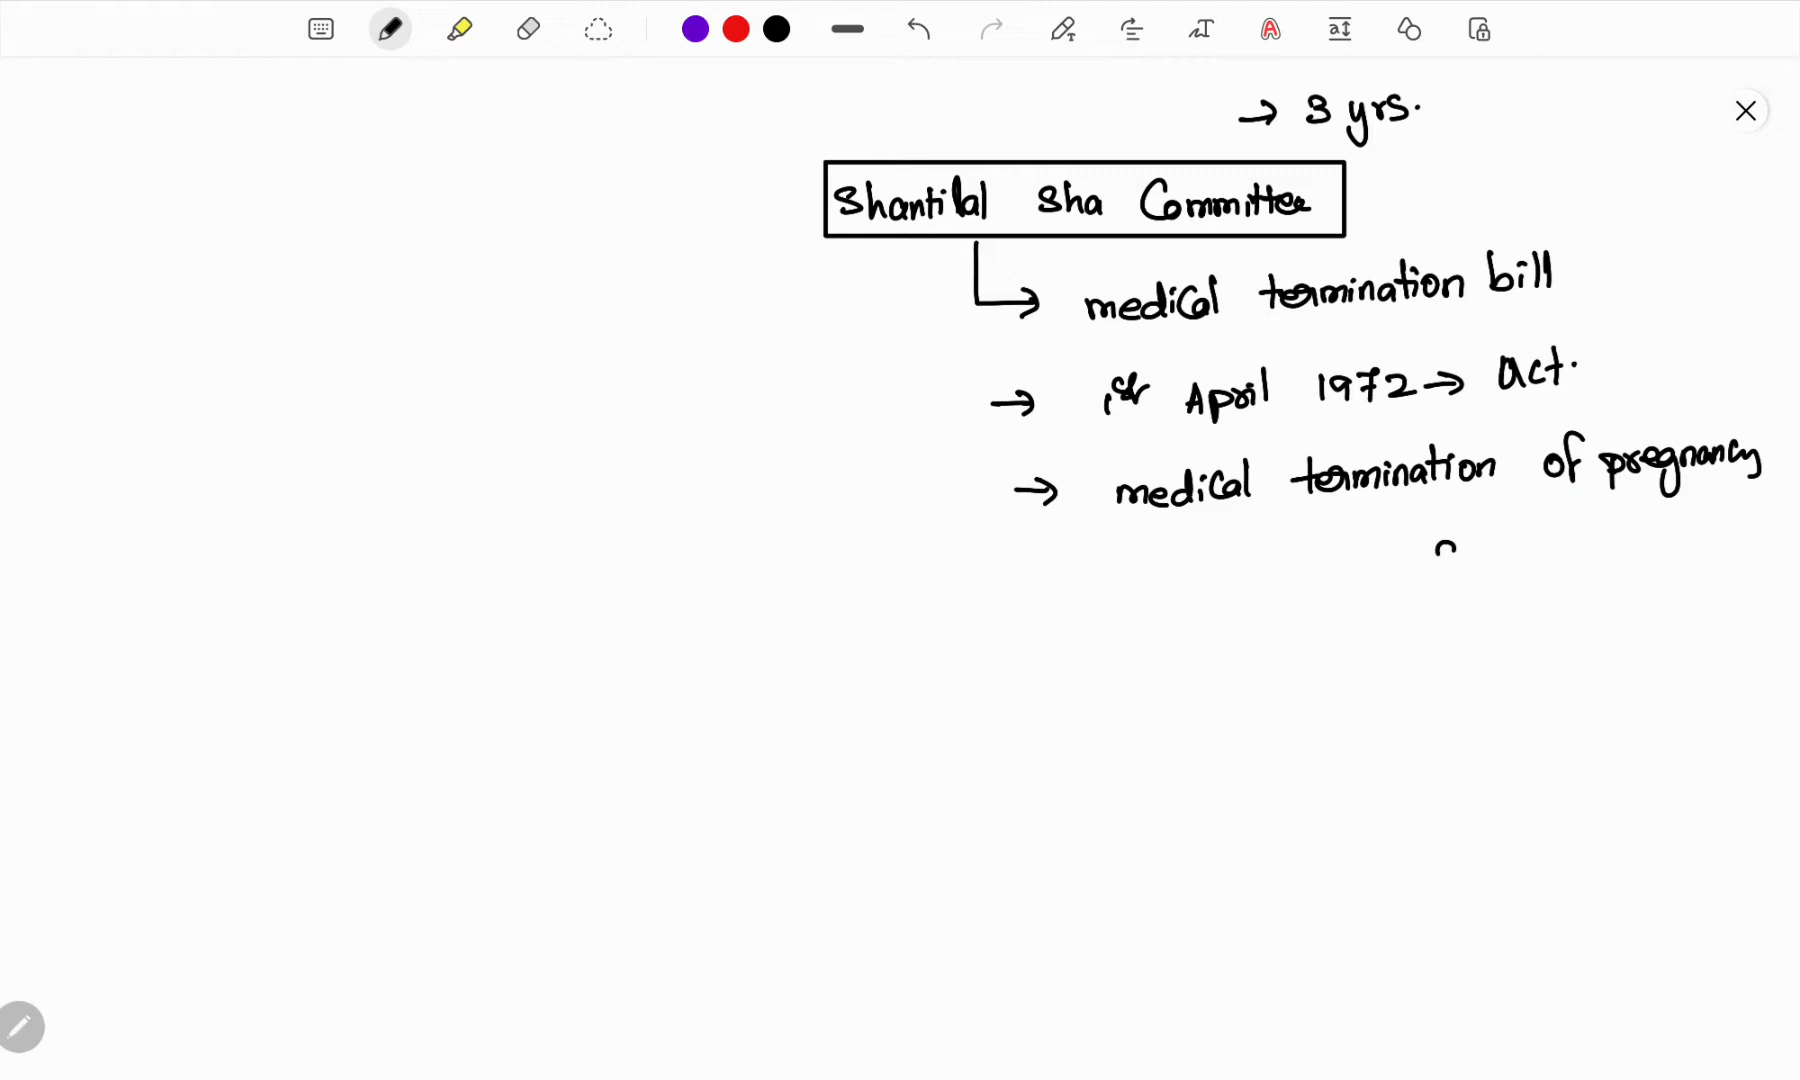 → 3 yrs.
Shantilal Sha Committee
→ medical termination bill
→ 1st April 1972 → act.
→ medical termination of pregnancy